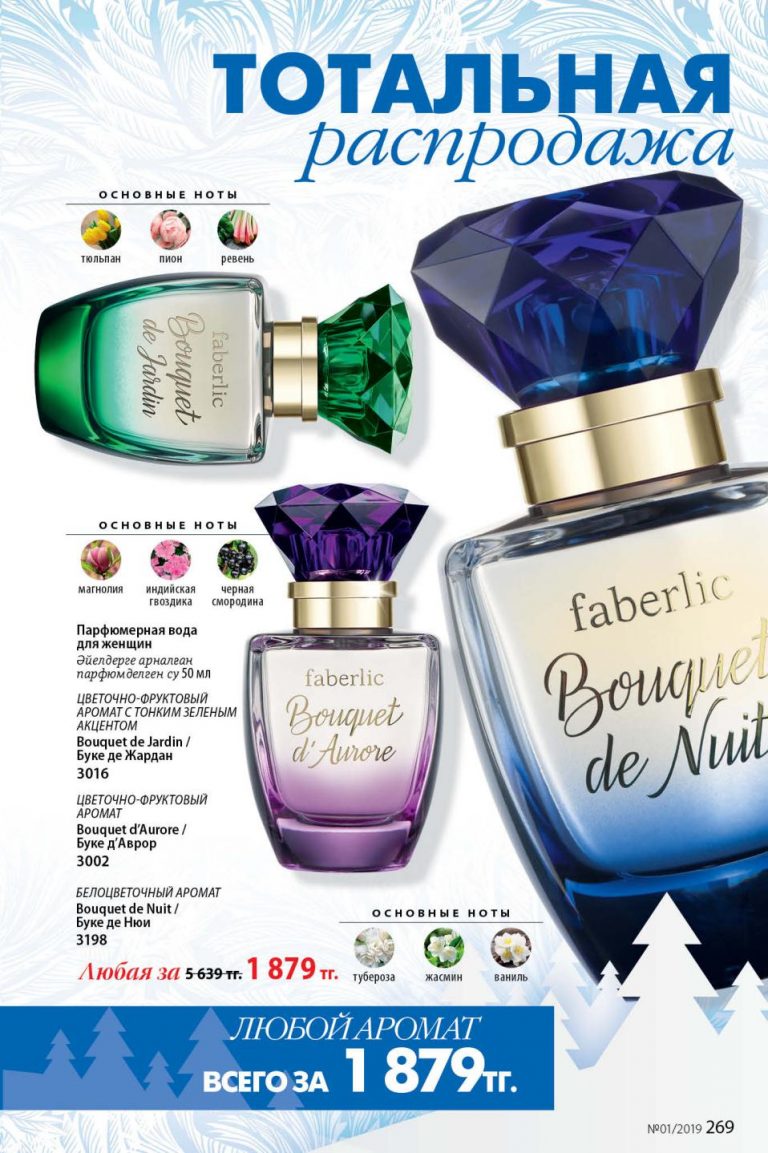 ТОТАЛЬНАЯ
распродажа
ОСНОВНЫЕ НОТЫ
тюльпан пион ревень
faberlic
Bouquet
de Jardin
ОСНОВНЫЕ НОТЫ
магнолия индийская гвоздика черная смородина
Парфюмерная вода
для женщин
Әйелдерге арналған
парфюмделген су 50 мл
ЦВЕТОЧНО-ФРУКТОВЫЙ
АРОМАТ С ТОНКИМ ЗЕЛЕНЫМ
АКЦЕНТОМ
Bouquet de Jardin /
Буке де Жардан
3016
ЦВЕТОЧНО-ФРУКТОВЫЙ
АРОМАТ
Bouquet d’Aurore /
Буке д’Аврор
3002
БЕЛОЦВЕТОЧНЫЙ АРОМАТ
Bouquet de Nuit /
Буке де Нюи
3198
faberlic
Bouquet
d’Aurore
faberlic
Bouquet
de Nuit
ОСНОВНЫЕ НОТЫ
тубероза жасмин ваниль
Любая за 5 639 тг. 1 879 тг.
ЛЮБОЙ АРОМАТ
ВСЕГО ЗА 1 879 ТГ.
№01/2019 269